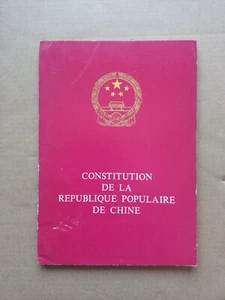 CONSTITUTION
DE LA
REPUBLIQUE POPULAIRE
DE CHINE